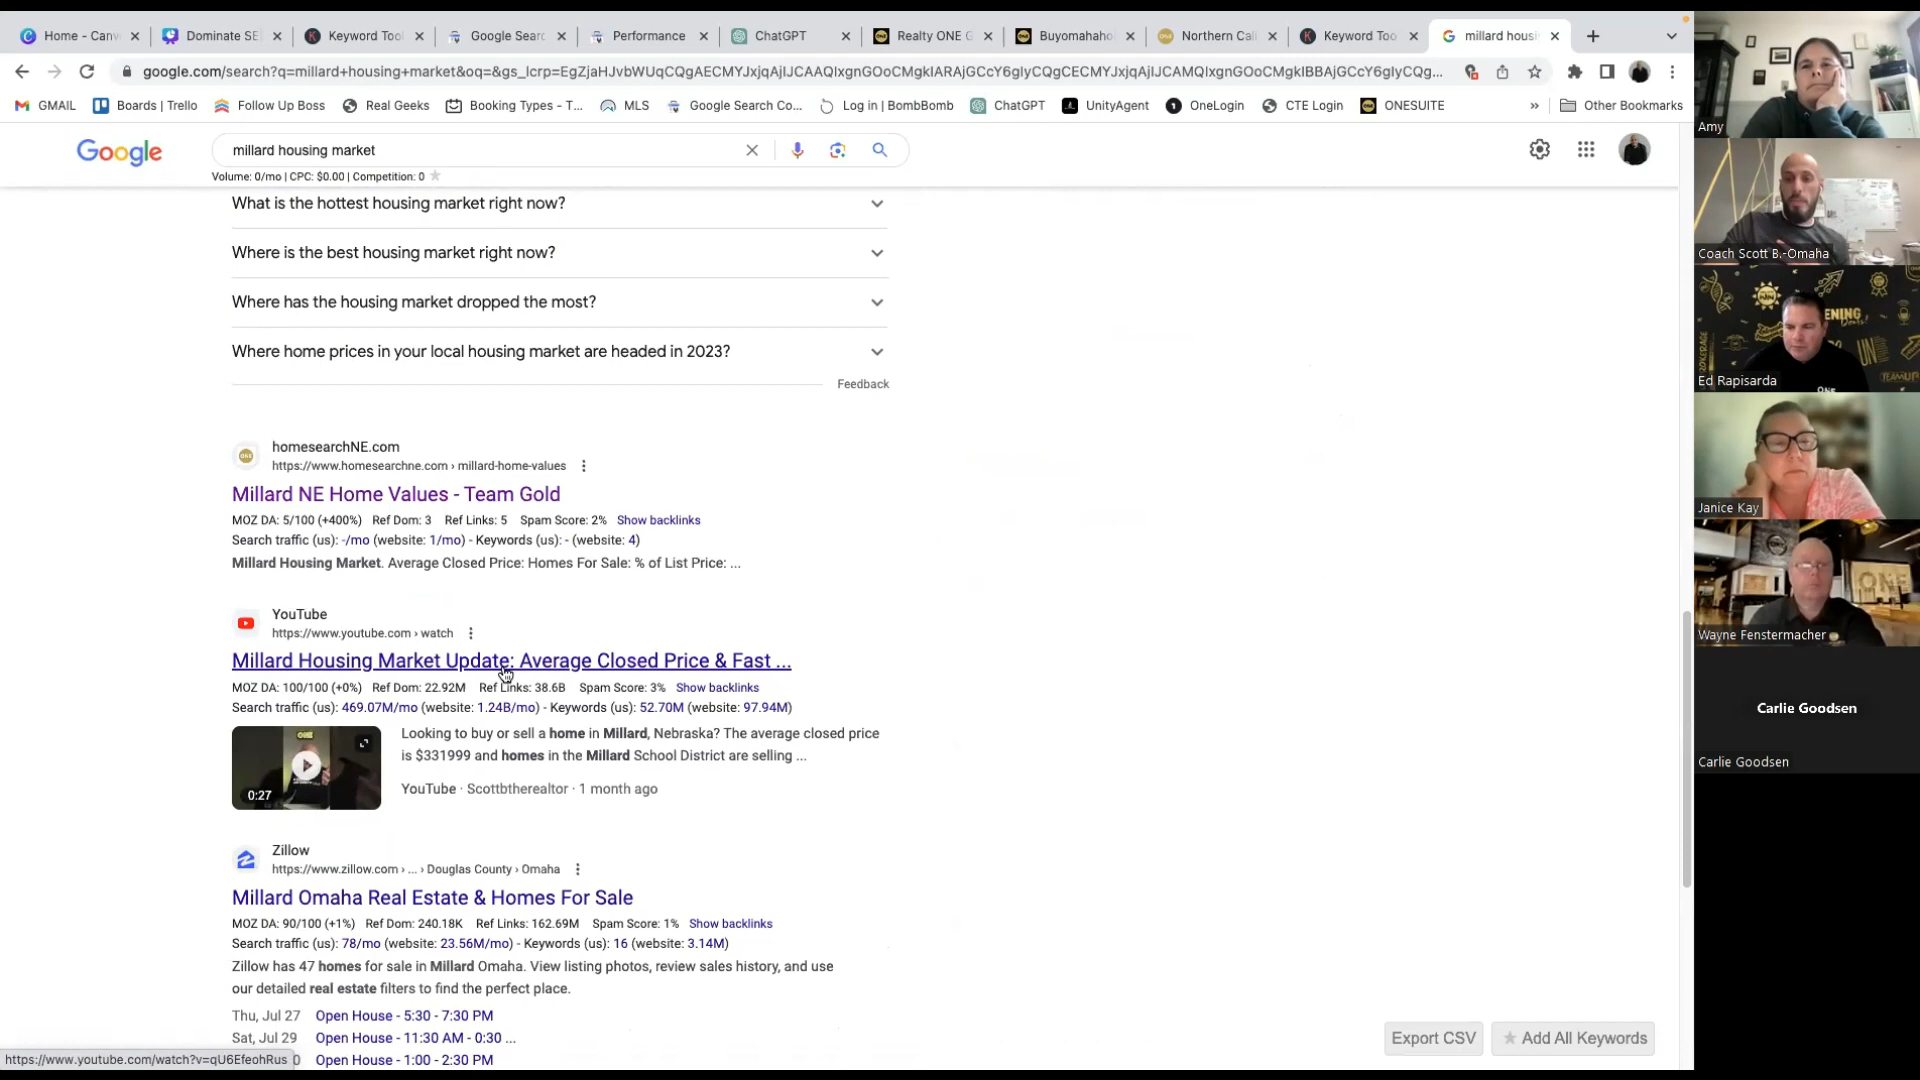 Home - Canv
Dominate SE
Keyword Too
Google Searc
Performance
ChatGPT
Realty ONE G
Buyomahaho
Northern Cali
Keyword Too
millard housi
google.com/search?q=millard+housing+market&oq=&gs_lcrp=EgZjaHJvbWUqCQgAECMYJxjqAjIJCAAQIxgnGOoCMgkIARAjGCcY6gIyCQgCECMYJxjqAjIJCAMQIxgnGOoCMgkIBBAjGCcY6gIyCQg...
GMAIL
Boards | Trello
Follow Up Boss
Real Geeks
Booking Types - T...
MLS
Google Search Co...
Log in | BombBomb
ChatGPT
UnityAgent
OneLogin
CTE Login
ONESUITE
»
Other Bookmarks
Google
millard housing market
Volume: 0/mo | CPC: $0.00 | Competition: 0
What is the hottest housing market right now?
Where is the best housing market right now?
Where has the housing market dropped the most?
Where home prices in your local housing market are headed in 2023?
Feedback
homesearchNE.com
https://www.homesearchne.com › millard-home-values
Millard NE Home Values - Team Gold
MOZ DA: 5/100 (+400%) Ref Dom: 3 Ref Links: 5 Spam Score: 2% Show backlinks
Search traffic (us): -/mo (website: 1/mo) - Keywords (us): - (website: 4)
Millard Housing Market. Average Closed Price: Homes For Sale: % of List Price: ...
YouTube
https://www.youtube.com › watch
Millard Housing Market Update: Average Closed Price & Fast ...
MOZ DA: 100/100 (+0%) Ref Dom: 22.92M Ref Links: 38.6B Spam Score: 3% Show backlinks
Search traffic (us): 469.07M/mo (website: 1.24B/mo) - Keywords (us): 52.70M (website: 97.94M)
ONE
0:27
Looking to buy or sell a home in Millard, Nebraska? The average closed price
is $331999 and homes in the Millard School District are selling ...
YouTube · Scottbtherealtor · 1 month ago
Zillow
https://www.zillow.com › ... › Douglas County › Omaha
Millard Omaha Real Estate & Homes For Sale
MOZ DA: 90/100 (+1%) Ref Dom: 240.18K Ref Links: 162.69M Spam Score: 1% Show backlinks
Search traffic (us): 78/mo (website: 23.56M/mo) - Keywords (us): 16 (website: 3.14M)
Zillow has 47 homes for sale in Millard Omaha. View listing photos, review sales history, and use
our detailed real estate filters to find the perfect place.
Thu, Jul 27 Open House - 5:30 - 7:30 PM
Sat, Jul 29 Open House - 11:30 AM - 0:30 ...
0 Open House - 1:00 - 2:30 PM
https://www.youtube.com/watch?v=qU6EfeohRus
Export CSV
Add All Keywords
Amy
Coach Scott B.-Omaha
ENING
ONE
Ed Rapisarda
Janice Kay
ONE
Wayne Fenstermacher
Carlie Goodsen
Carlie Goodsen